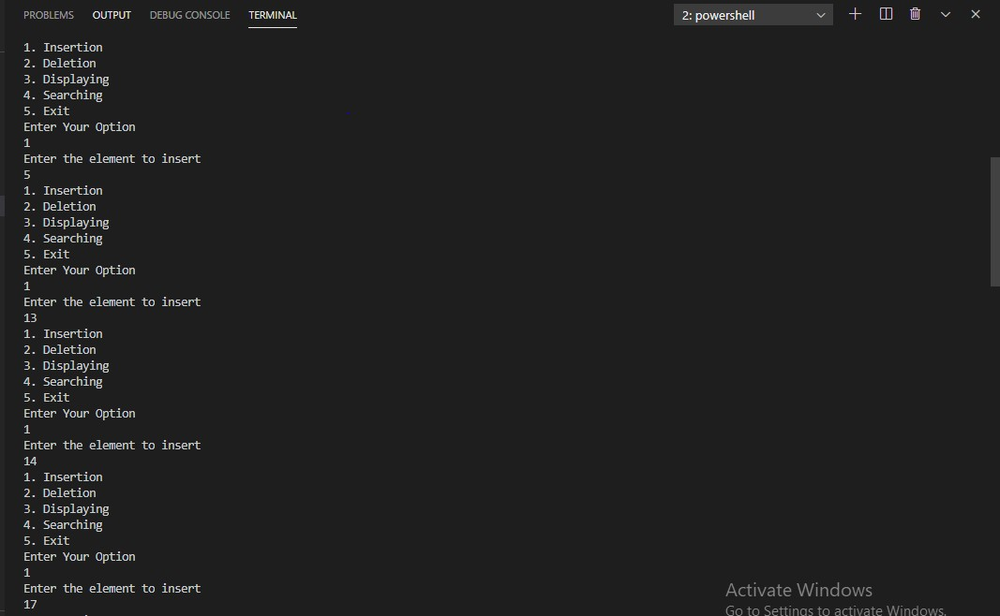 PROBLEMS OUTPUT DEBUG CONSOLE TERMINAL 2: powershell
1. Insertion
2. Deletion
3. Displaying
4. Searching
5. Exit
Enter Your Option
1
Enter the element to insert
5
1. Insertion
2. Deletion
3. Displaying
4. Searching
5. Exit
Enter Your Option
1
Enter the element to insert
13
1. Insertion
2. Deletion
3. Displaying
4. Searching
5. Exit
Enter Your Option
1
Enter the element to insert
14
1. Insertion
2. Deletion
3. Displaying
4. Searching
5. Exit
Enter Your Option
1
Enter the element to insert
17
Activate Windows
Go to Settings to activate Windows.